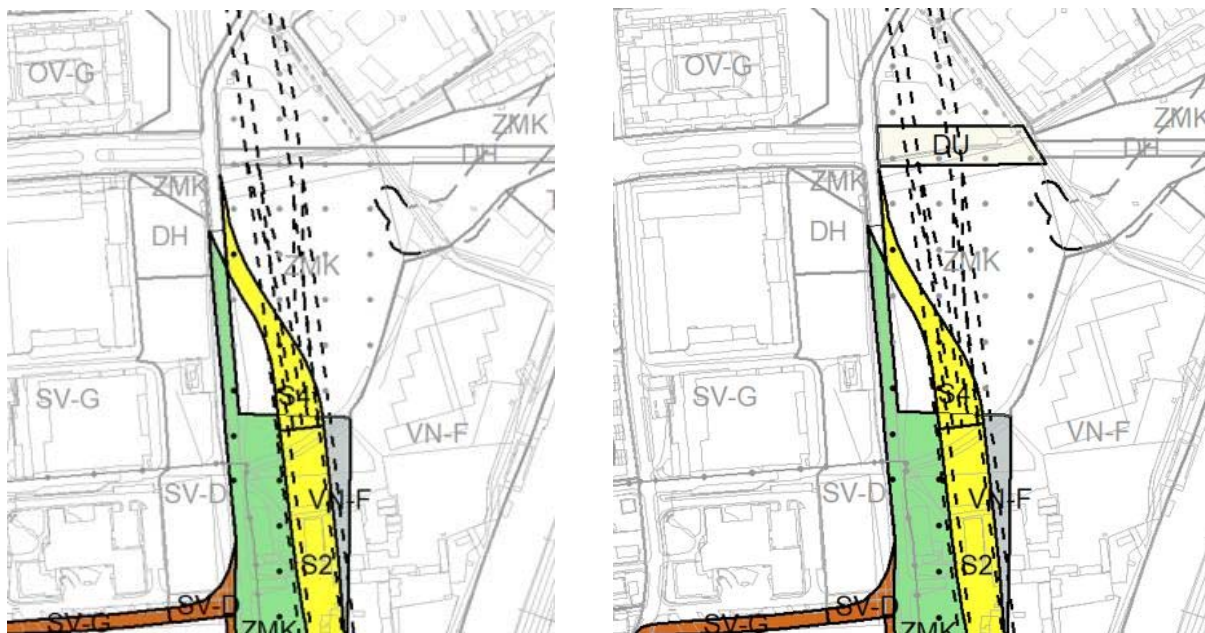 OV-G
ZMK
DH
ZMK
DH
ZMK
SV-G
S4
VN-F
SV-D
VN-F
S2
SV-D
SV-G
ZMK
OV-G
ZMK
DU
DH
ZMK
DH
ZMK
SV-G
S4
VN-F
SV-D
VN-F
S2
SV-D
SV-G
ZMK